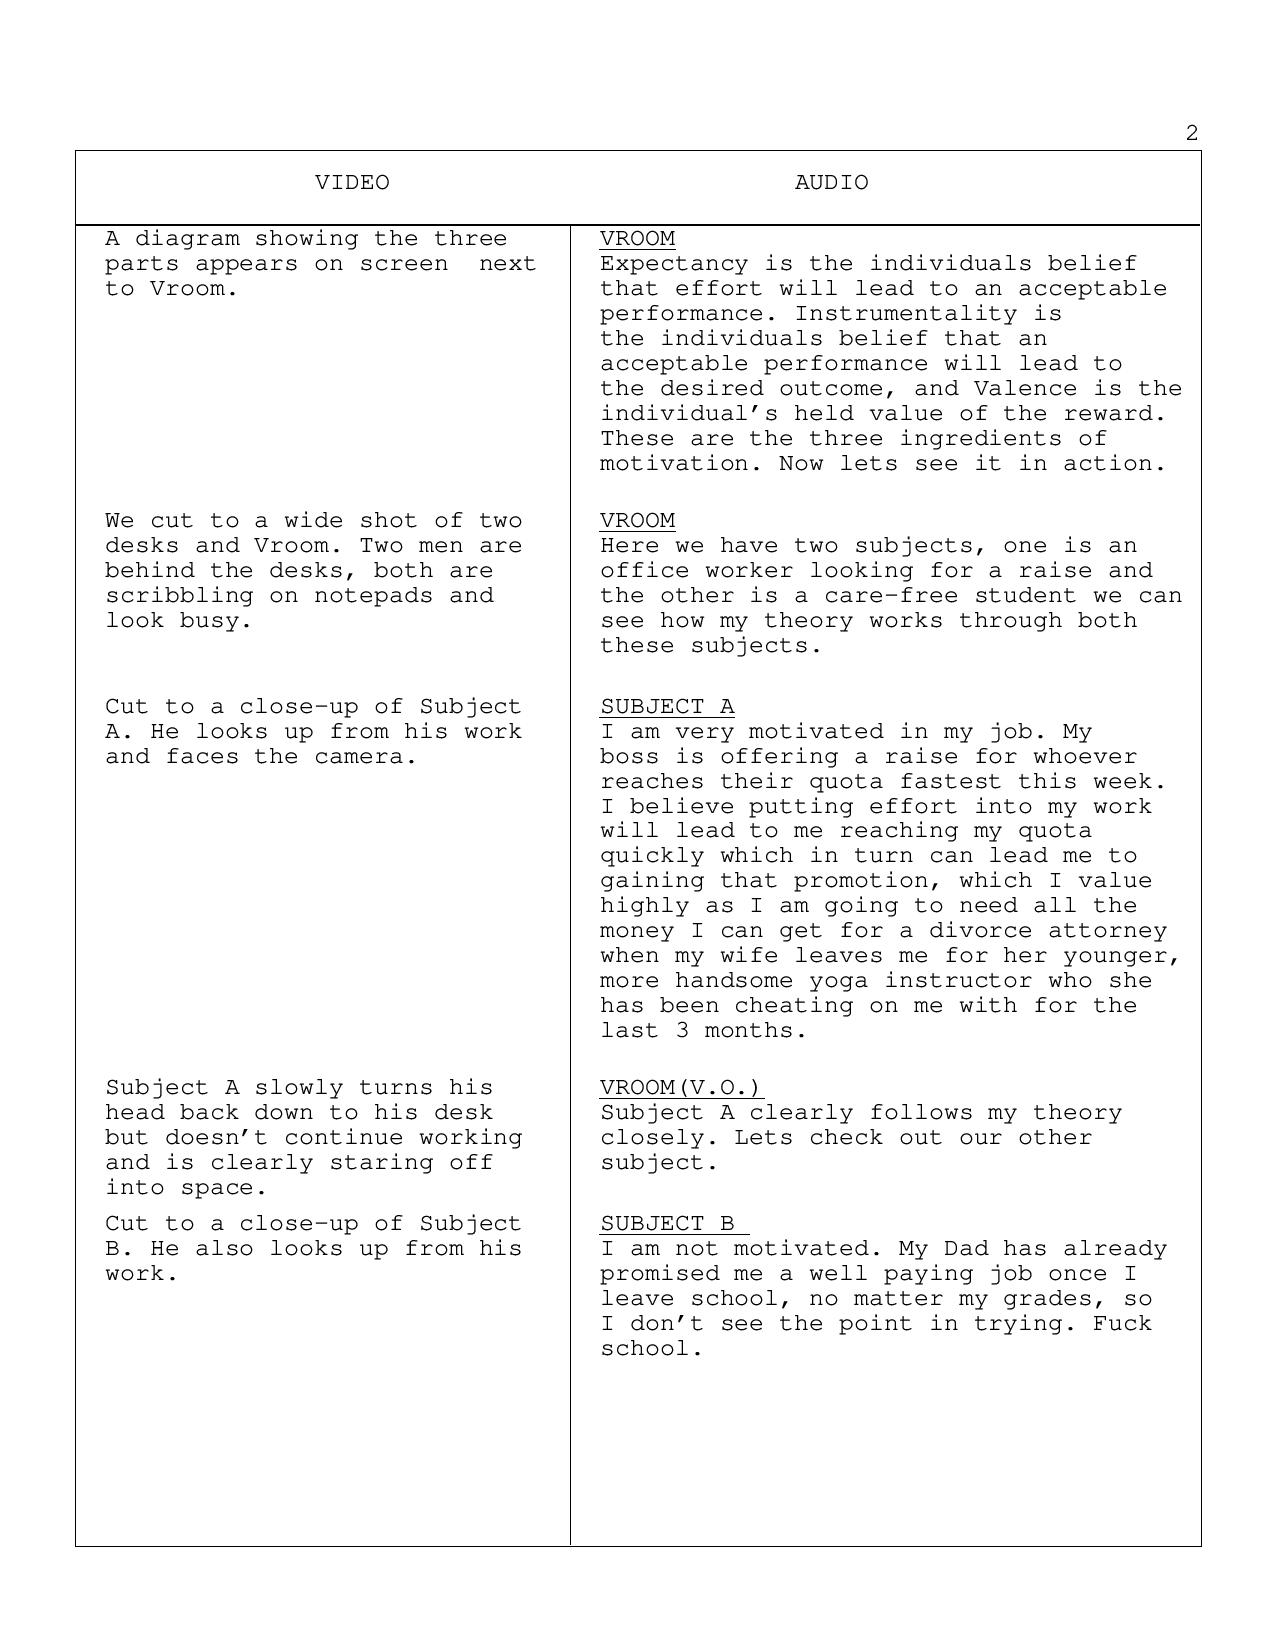 2
VIDEO
AUDIO
A diagram showing the three
parts appears on screen  next
to Vroom.
VROOM
Expectancy is the individuals belief
that effort will lead to an acceptable
performance. Instrumentality is
the individuals belief that an
acceptable performance will lead to
the desired outcome, and Valence is the
individual's held value of the reward.
These are the three ingredients of
motivation. Now lets see it in action.
We cut to a wide shot of two
desks and Vroom. Two men are
behind the desks, both are
scribbling on notepads and
look busy.
VROOM
Here we have two subjects, one is an
office worker looking for a raise and
the other is a care-free student we can
see how my theory works through both
these subjects.
Cut to a close-up of Subject
A. He looks up from his work
and faces the camera.
SUBJECT A
I am very motivated in my job. My
boss is offering a raise for whoever
reaches their quota fastest this week.
I believe putting effort into my work
will lead to me reaching my quota
quickly which in turn can lead me to
gaining that promotion, which I value
highly as I am going to need all the
money I can get for a divorce attorney
when my wife leaves me for her younger,
more handsome yoga instructor who she
has been cheating on me with for the
last 3 months.
Subject A slowly turns his
head back down to his desk
but doesn't continue working
and is clearly staring off
into space.
VROOM(V.O.)
Subject A clearly follows my theory
closely. Lets check out our other
subject.
Cut to a close-up of Subject
B. He also looks up from his
work.
SUBJECT B
I am not motivated. My Dad has already
promised me a well paying job once I
leave school, no matter my grades, so
I don't see the point in trying. Fuck
school.